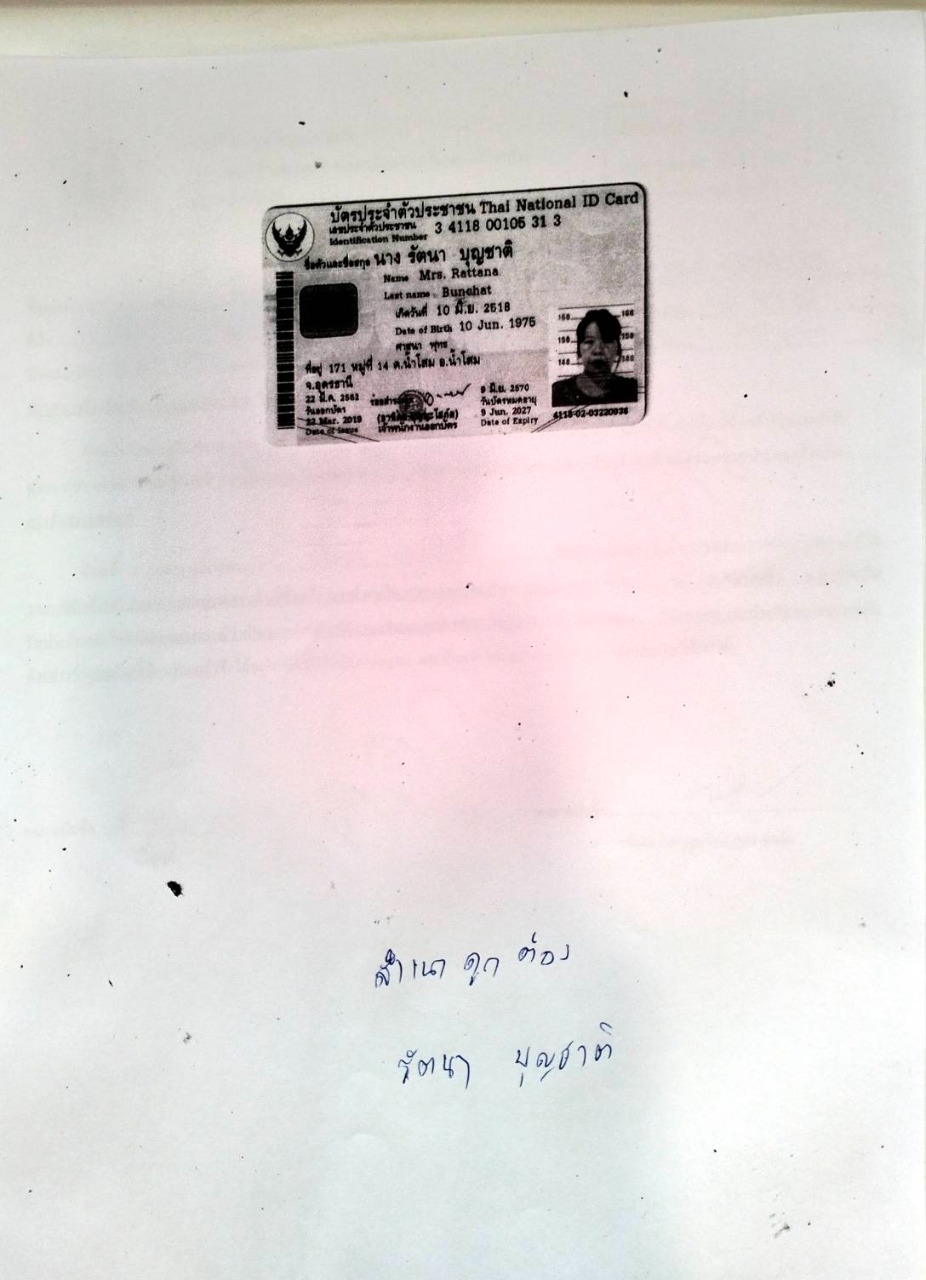 บัตรประจำตัวประชาชน Thai National ID Card
เลขประจำตัวประชาชน 3 4118 00105 31 3
Identification Number
ชื่อตัวและชื่อสกุล นาง รัตนา บุญชาติ
Name Mrs. Rattana
Last name Bunchat
เกิดวันที่ 10 มิ.ย. 2518
Date of Birth 10 Jun. 1975
ศาสนา พุทธ
ที่อยู่ 171 หมู่ที่ 14 ต.น้ำโสม อ.น้ำโสม
จ.อุดรธานี
22 มี.ค. 2562
วันออกบัตร
22 Mar. 2019
Date of Issue
เจ้าพนักงานออกบัตร
9 มิ.ย. 2570
วันบัตรหมดอายุ
9 Jun. 2027
Date of Expiry
4118-02-03220938
สำเนาถูกต้อง
รัตนา บุญชาติ